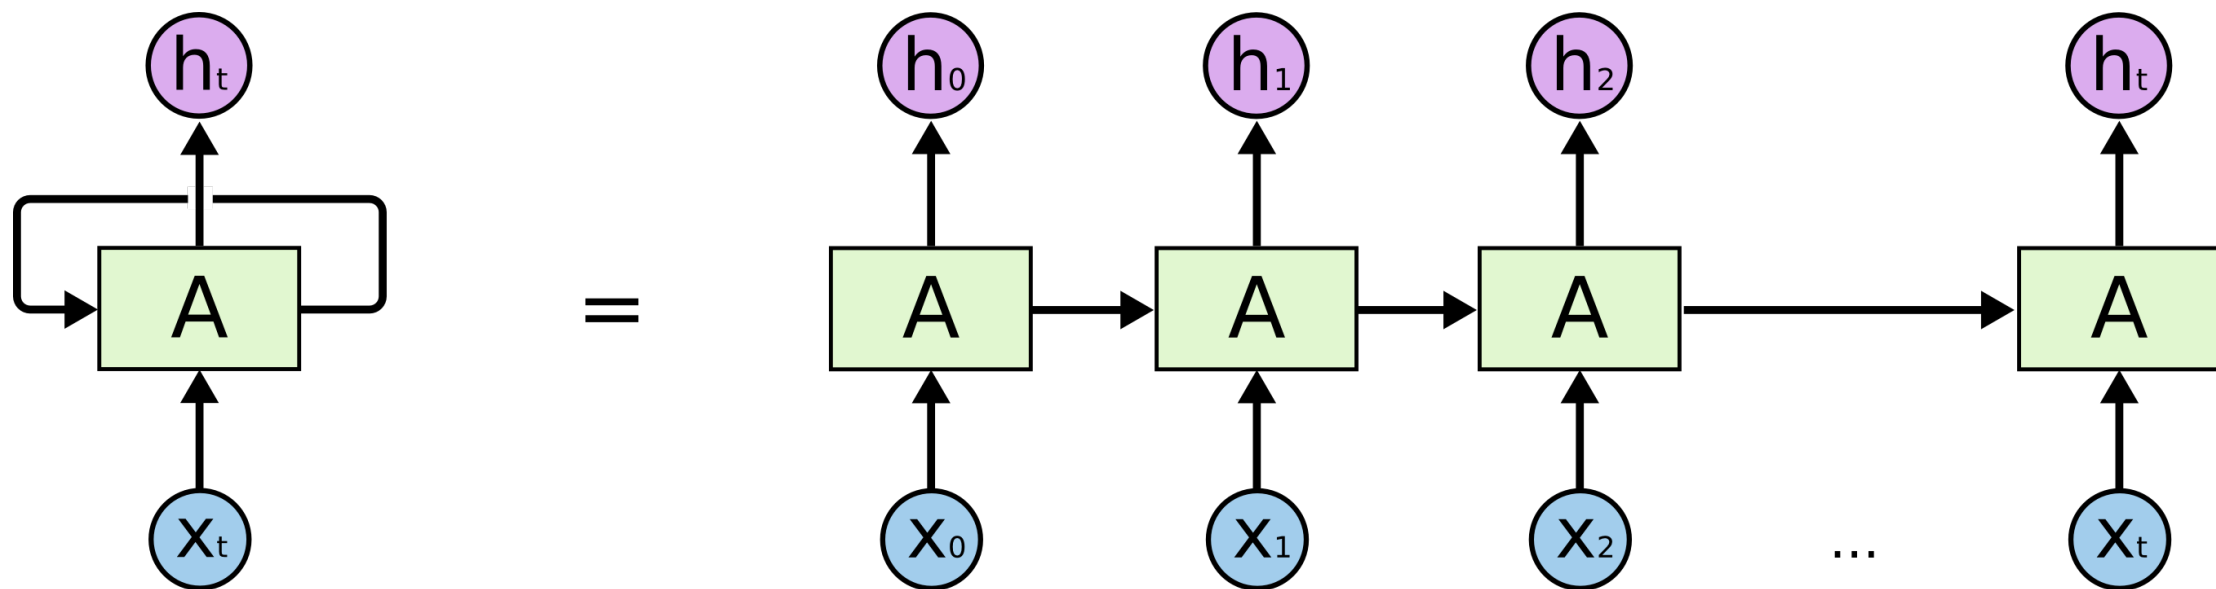 ht h0 h1 h2 ht
A = A A A A
xt x0 x1 x2 ... xt